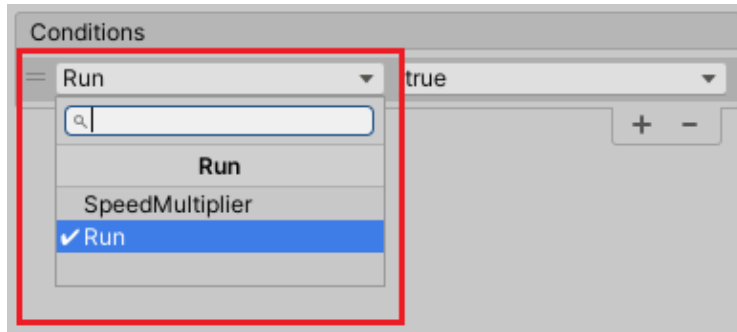 Conditions
Run true
+ -
Run
SpeedMultiplier
✔ Run